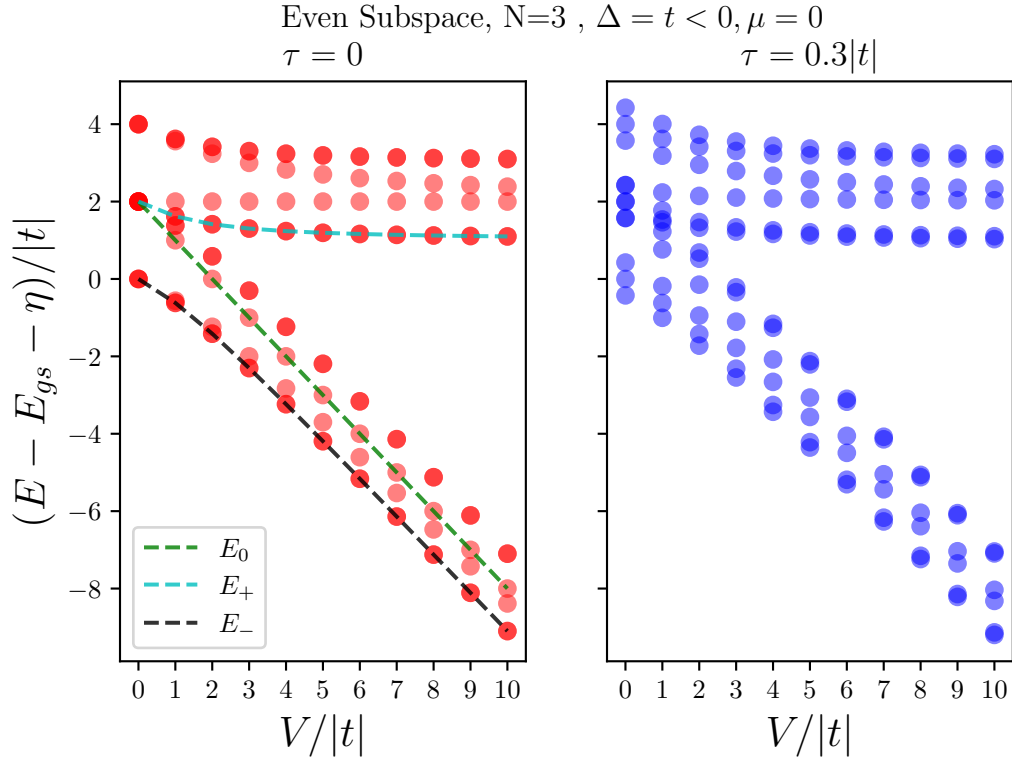 Even Subspace, N=3 , Δ = t < 0, μ = 0
τ = 0
τ = 0.3|t|
(E − E_{gs} − η)/|t|
4
2
0
−2
−4
−6
−8
E_0
E_+
E_−
0 1 2 3 4 5 6 7 8 9 10
0 1 2 3 4 5 6 7 8 9 10
V/|t|
V/|t|